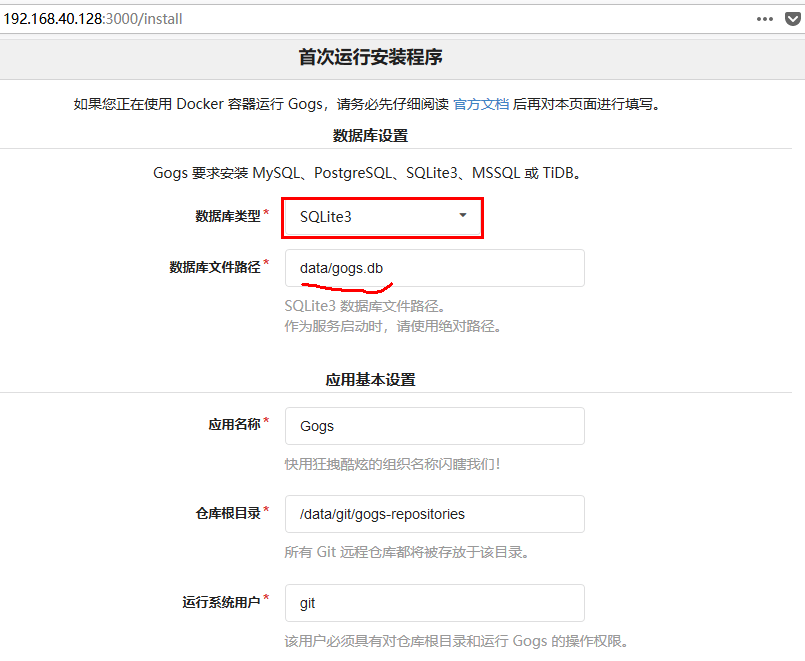 192.168.40.128:3000/install
首次运行安装程序
如果您正在使用 Docker 容器运行 Gogs，请务必先仔细阅读 官方文档 后再对本页面进行填写。
数据库设置
Gogs 要求安装 MySQL、PostgreSQL、SQLite3、MSSQL 或 TiDB。
数据库类型* SQLite3
数据库文件路径* data/gogs.db
SQLite3 数据库文件路径。
作为服务启动时，请使用绝对路径。
应用基本设置
应用名称* Gogs
快用狂拽酷炫的组织名称闪瞎我们！
仓库根目录* /data/git/gogs-repositories
所有 Git 远程仓库都将被存放于该目录。
运行系统用户* git
该用户必须具有对仓库根目录和运行 Gogs 的操作权限。